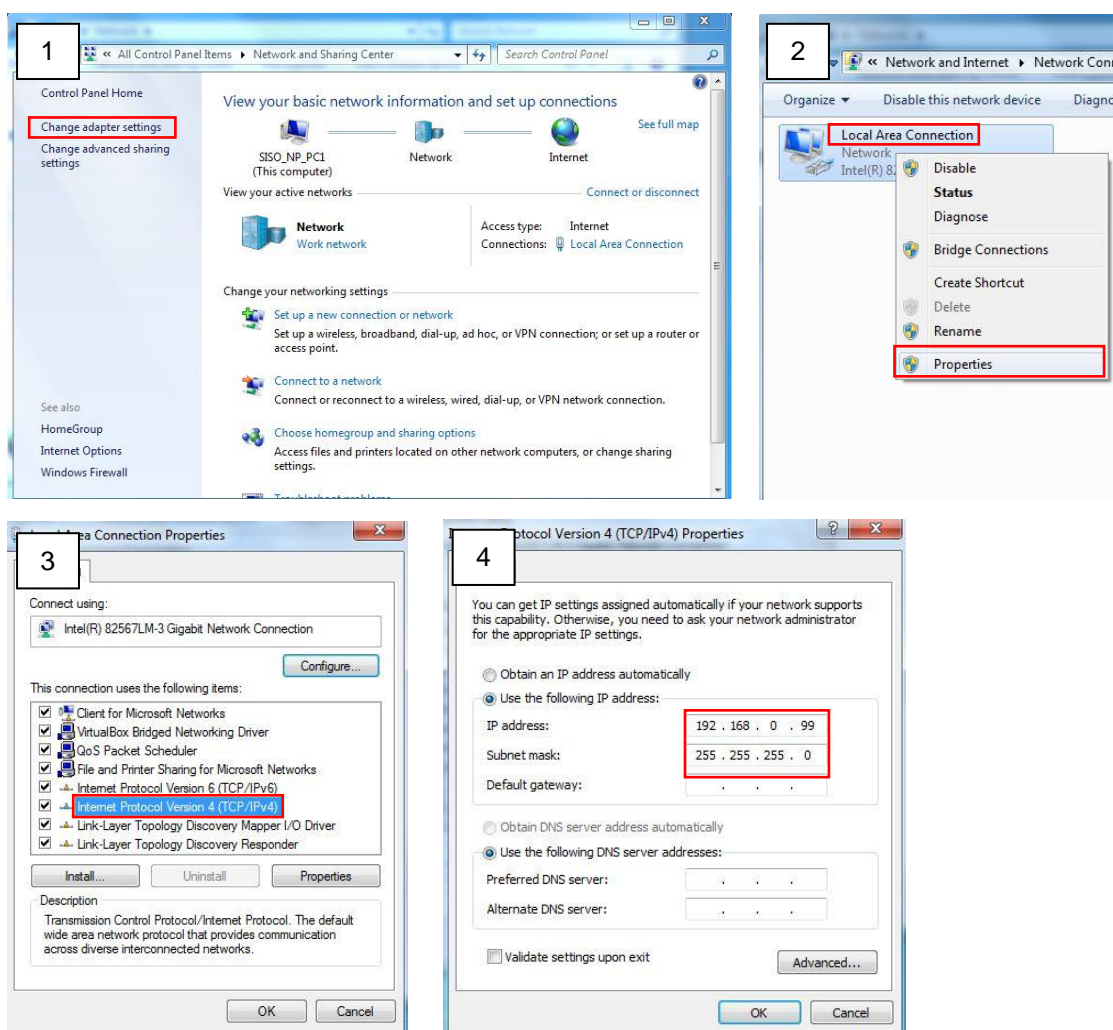 1
« All Control Panel Items ▸ Network and Sharing Center
Search Control Panel
Control Panel Home
Change adapter settings
Change advanced sharing
settings
See also
HomeGroup
Internet Options
Windows Firewall
View your basic network information and set up connections
See full map
SISO_NP_PC1
(This computer)
Network
Internet
View your active networks
Connect or disconnect
Network
Work network
Access type: Internet
Connections: Local Area Connection
Change your networking settings
Set up a new connection or network
Set up a wireless, broadband, dial-up, ad hoc, or VPN connection; or set up a router or
access point.
Connect to a network
Connect or reconnect to a wireless, wired, dial-up, or VPN network connection.
Choose homegroup and sharing options
Access files and printers located on other network computers, or change sharing
settings.
Troubleshoot problems
2
« Network and Internet ▸ Network Conn
Organize
Disable this network device
Diagno
Local Area Connection
Network
Intel(R) 82
Disable
Status
Diagnose
Bridge Connections
Create Shortcut
Delete
Rename
Properties
3
ea Connection Properties
Connect using:
Intel(R) 82567LM-3 Gigabit Network Connection
Configure...
This connection uses the following items:
Client for Microsoft Networks
VirtualBox Bridged Networking Driver
QoS Packet Scheduler
File and Printer Sharing for Microsoft Networks
Internet Protocol Version 6 (TCP/IPv6)
Internet Protocol Version 4 (TCP/IPv4)
Link-Layer Topology Discovery Mapper I/O Driver
Link-Layer Topology Discovery Responder
Install...
Uninstall
Properties
Description
Transmission Control Protocol/Internet Protocol. The default
wide area network protocol that provides communication
across diverse interconnected networks.
OK
Cancel
4
otocol Version 4 (TCP/IPv4) Properties
You can get IP settings assigned automatically if your network supports
this capability. Otherwise, you need to ask your network administrator
for the appropriate IP settings.
Obtain an IP address automatically
Use the following IP address:
IP address: 192 . 168 . 0 . 99
Subnet mask: 255 . 255 . 255 . 0
Default gateway: . . .
Obtain DNS server address automatically
Use the following DNS server addresses:
Preferred DNS server: . . .
Alternate DNS server: . . .
Validate settings upon exit
Advanced...
OK
Cancel